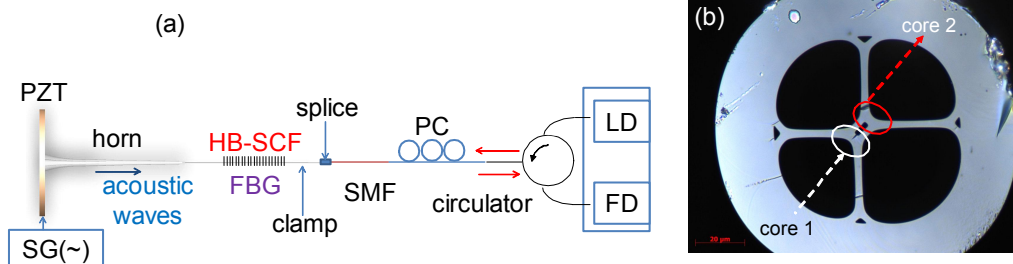 (a)
PZT
horn
acoustic
waves
SG(~)
HB-SCF
FBG
clamp
splice
SMF
PC
circulator
LD
FD
(b)
core 2
core 1
20 µm